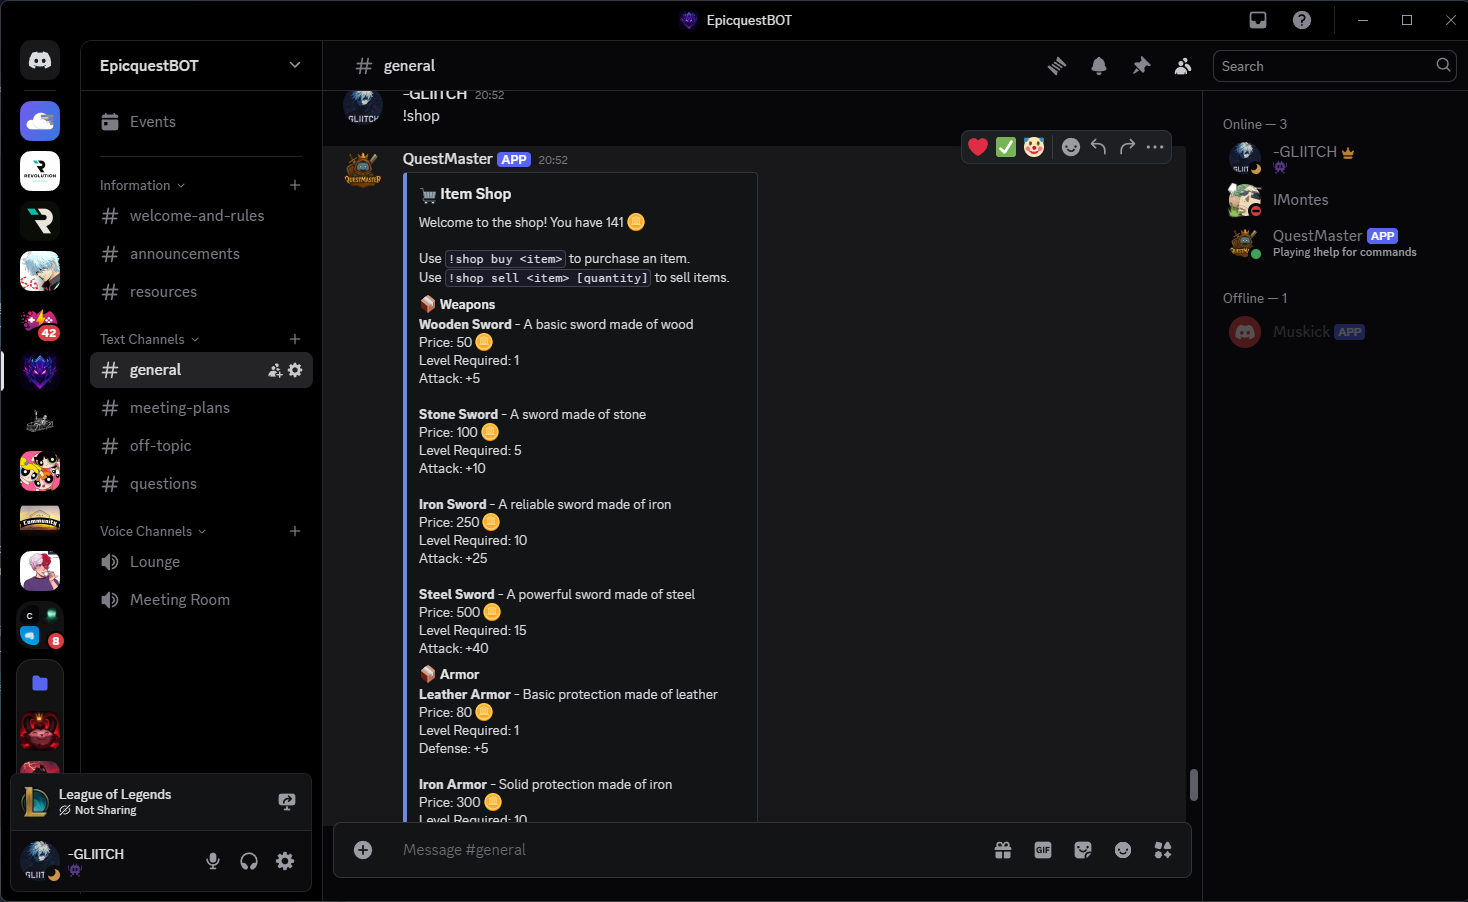 EpicquestBOT
EpicquestBOT
general
Search
Events
Information
welcome-and-rules
announcements
resources
Text Channels
general
meeting-plans
off-topic
questions
Voice Channels
Lounge
Meeting Room
REVOLUTION
42
Community
8
League of Legends
Not Sharing
-GLIITCH
-GLIITCH 20:52
GLIITCH
!shop
QuestMaster APP 20:52
QUESTMASTER
Item Shop
Welcome to the shop! You have 141
Use !shop buy <item> to purchase an item.
Use !shop sell <item> [quantity] to sell items.
Weapons
Wooden Sword - A basic sword made of wood
Price: 50
Level Required: 1
Attack: +5
Stone Sword - A sword made of stone
Price: 100
Level Required: 5
Attack: +10
Iron Sword - A reliable sword made of iron
Price: 250
Level Required: 10
Attack: +25
Steel Sword - A powerful sword made of steel
Price: 500
Level Required: 15
Attack: +40
Armor
Leather Armor - Basic protection made of leather
Price: 80
Level Required: 1
Defense: +5
Iron Armor - Solid protection made of iron
Price: 300
Level Required: 10
Message #general
GIF
Online — 3
-GLIITCH
IMontes
QuestMaster APP
Playing !help for commands
Offline — 1
Muskick APP